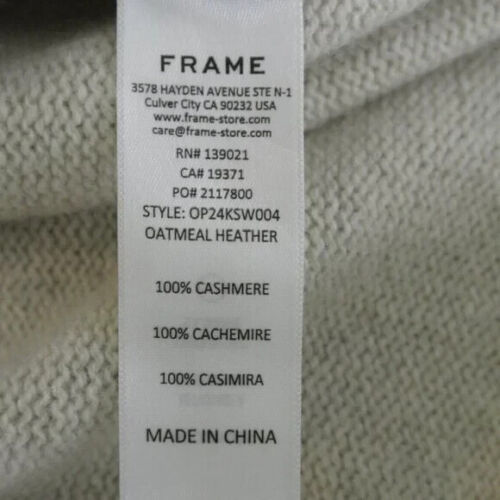 FRAME
3578 HAYDEN AVENUE STE N-1
Culver City CA 90232 USA
www.frame-store.com
care@frame-store.com
RN# 139021
CA# 19371
PO# 2117800
STYLE: OP24KSW004
OATMEAL HEATHER
100% CASHMERE
100% CACHEMIRE
100% CASIMIRA
MADE IN CHINA